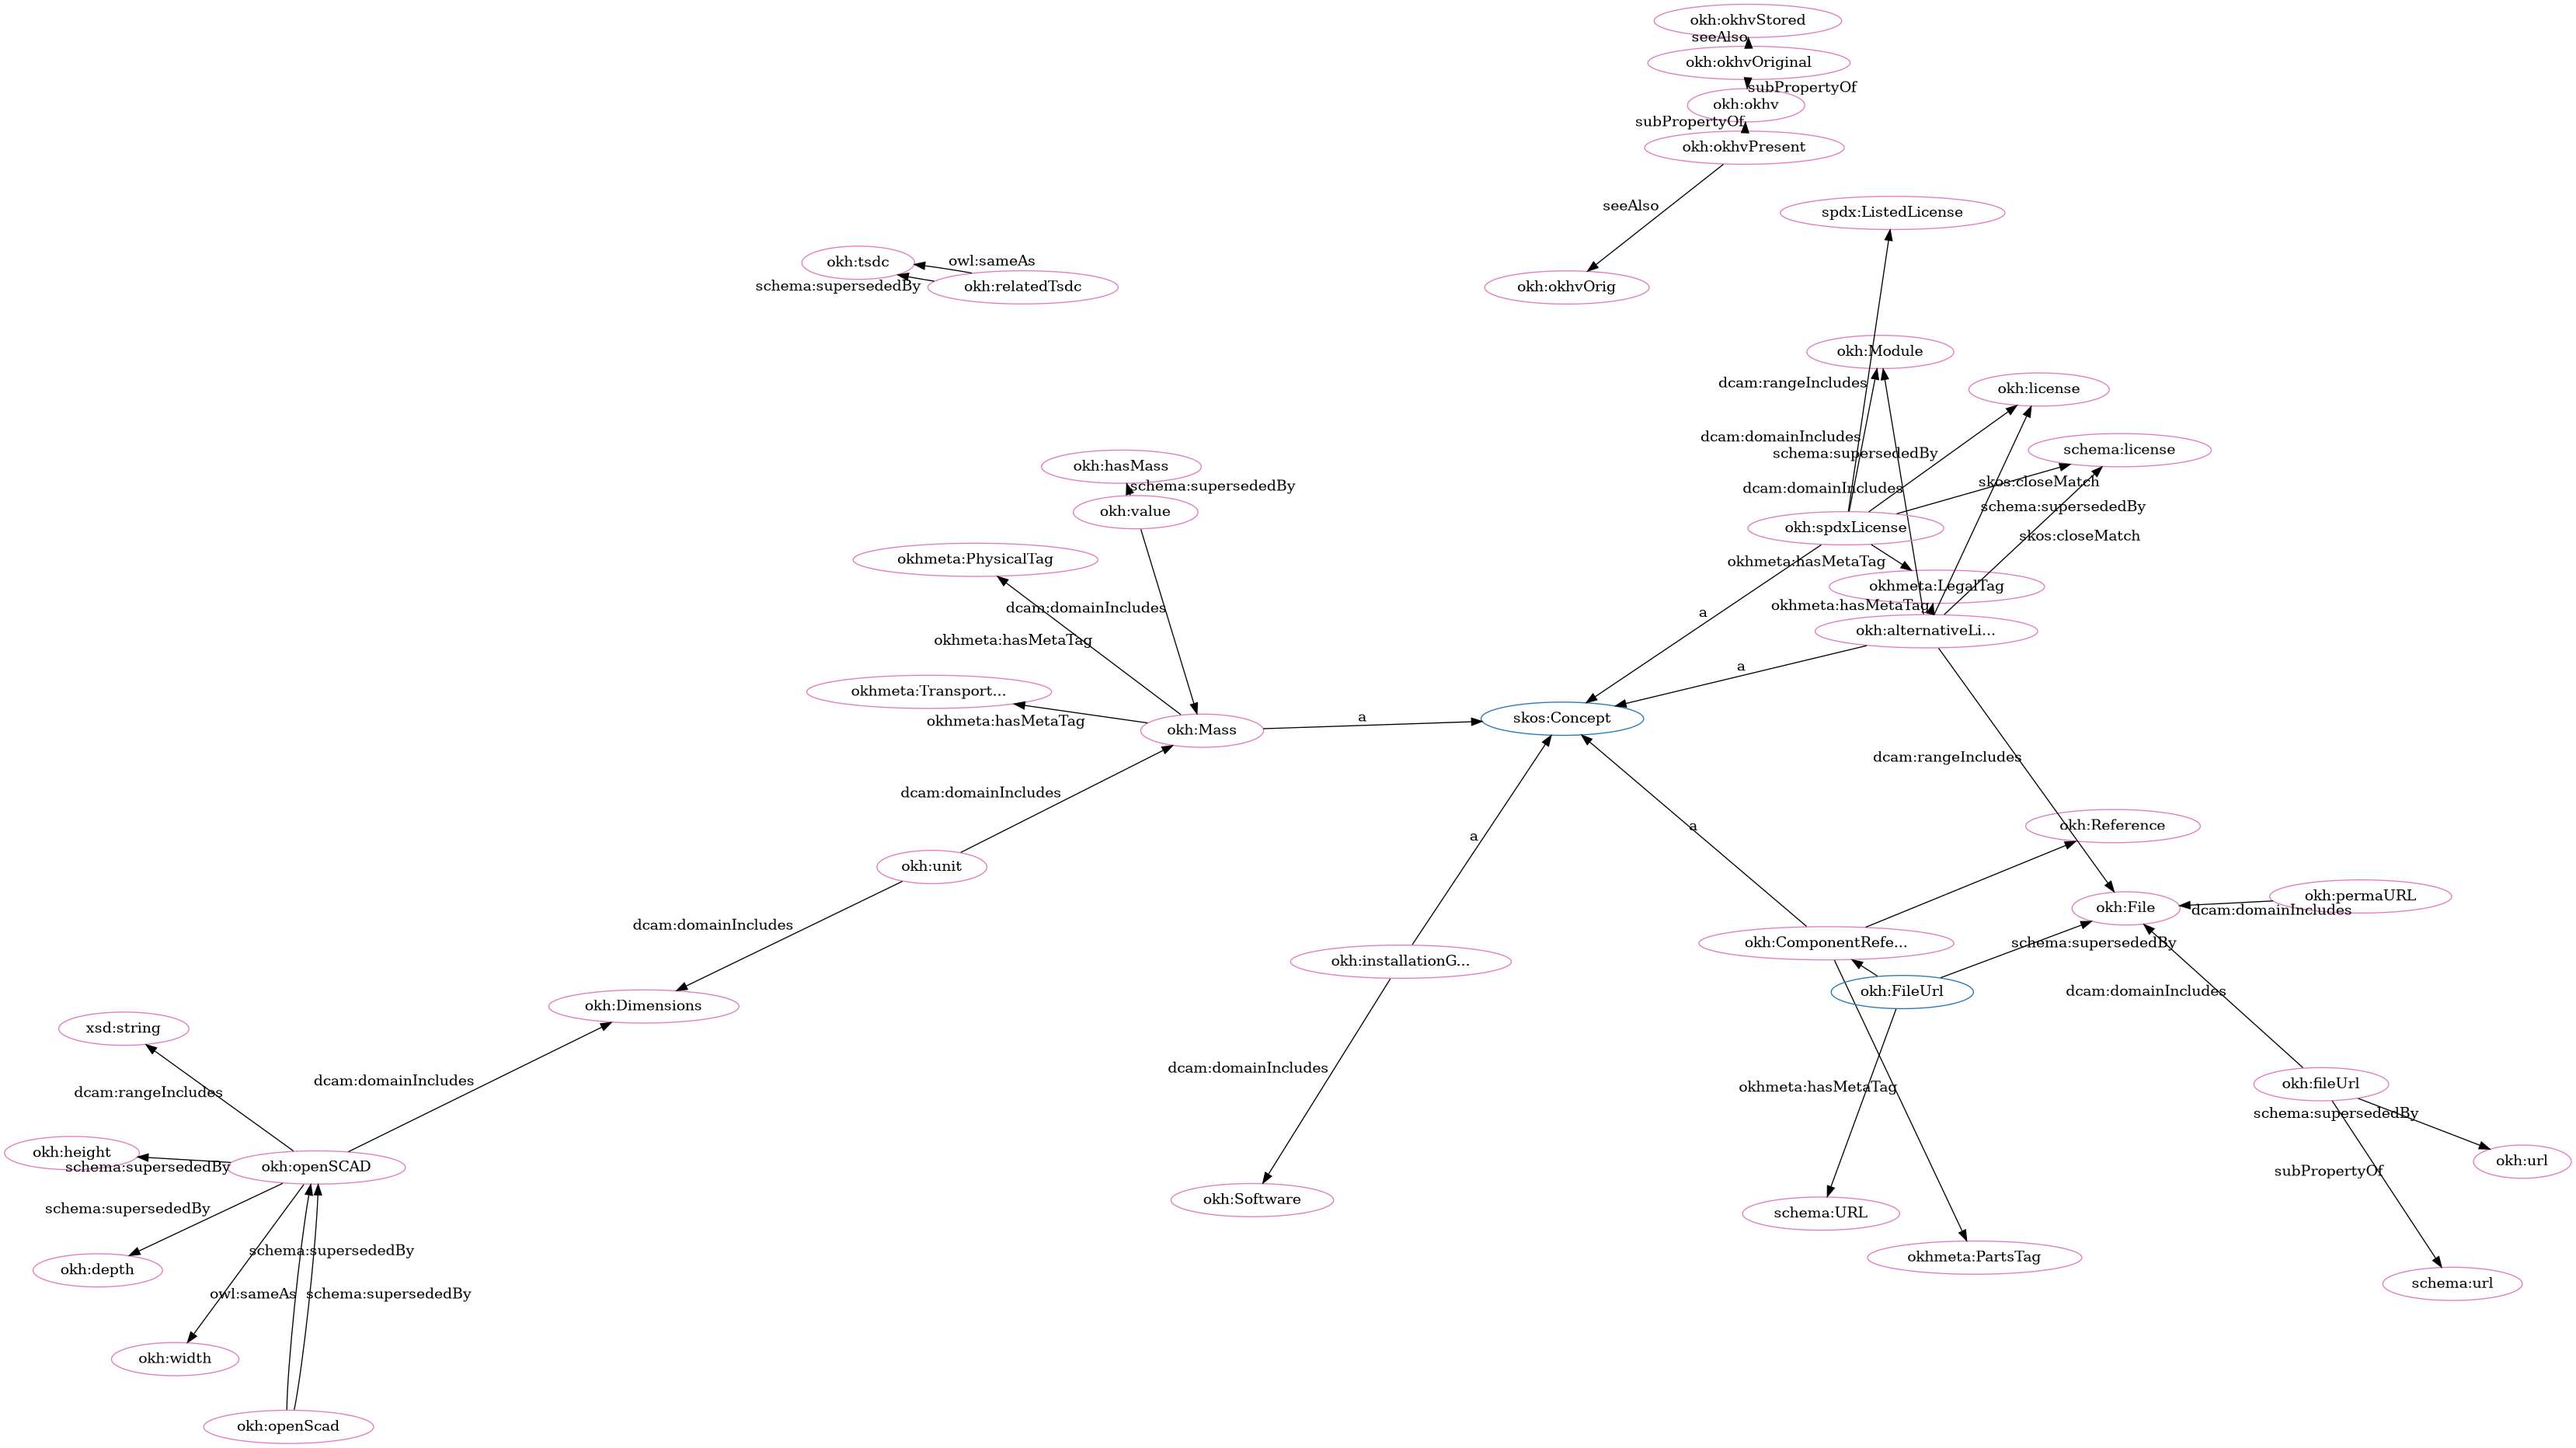 okh:okhvStored
seeAlso
okh:okhvOriginal
subPropertyOf
okh:okhv
subPropertyOf
okh:okhvPresent
seeAlso
spdx:ListedLicense
okh:tsdc
owl:sameAs
schema:supersededBy
okh:relatedTsdc
okh:okhvOrig
okh:Module
dcam:rangeIncludes
okh:license
dcam:domainIncludes
schema:supersededBy
schema:license
okh:hasMass
schema:supersededBy
dcam:domainIncludes
skos:closeMatch
okh:value
schema:supersededBy
okh:spdxLicense
skos:closeMatch
okhmeta:PhysicalTag
okhmeta:hasMetaTag
okhmeta:LegalTag
dcam:domainIncludes
okhmeta:hasMetaTag
a
okh:alternativeLi...
okhmeta:hasMetaTag
a
okhmeta:Transport...
okhmeta:hasMetaTag
okh:Mass
a
skos:Concept
dcam:rangeIncludes
dcam:domainIncludes
a
a
okh:Reference
okh:unit
okh:permaURL
okh:File
dcam:domainIncludes
dcam:domainIncludes
okh:ComponentRefe...
schema:supersededBy
okh:installationG...
okh:FileUrl
dcam:domainIncludes
okh:Dimensions
xsd:string
dcam:domainIncludes
dcam:domainIncludes
okh:fileUrl
dcam:rangeIncludes
okhmeta:hasMetaTag
schema:supersededBy
okh:height
schema:supersededBy
okh:openSCAD
okh:url
subPropertyOf
okh:Software
schema:supersededBy
schema:URL
schema:supersededBy
okhmeta:PartsTag
okh:depth
schema:url
owl:sameAs
schema:supersededBy
okh:width
okh:openScad